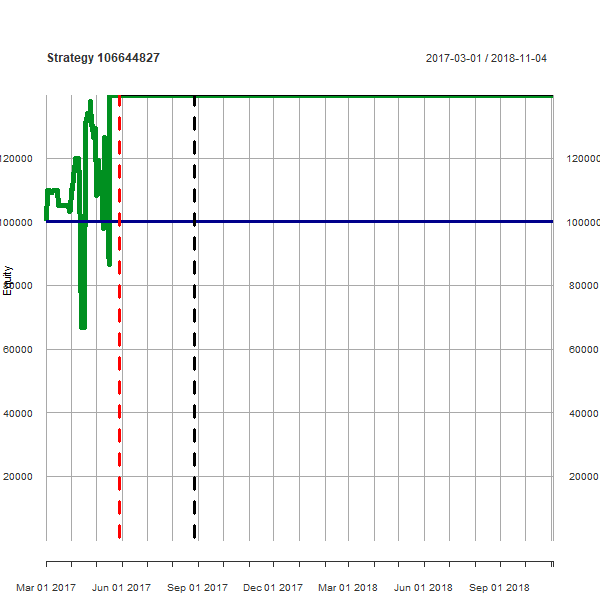 Strategy 106644827
2017-03-01 / 2018-11-04
120000
120000
100000
100000
Equity
80000
80000
60000
60000
40000
40000
20000
20000
Mar 01 2017
Jun 01 2017
Sep 01 2017
Dec 01 2017
Mar 01 2018
Jun 01 2018
Sep 01 2018